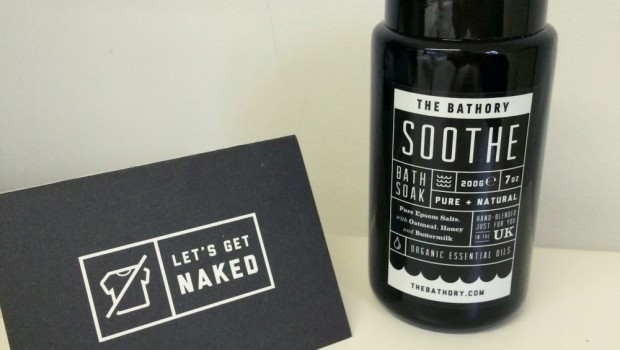 LET'S GET
NAKED
THE BATHORY
SOOTHE
BATH
SOAK
200G℮ 7OZ
PURE + NATURAL
Pure Epsom Salts.
with Oatmeal, Honey
and Buttermilk
HAND-BLENDED
JUST FOR YOU
IN THE UK
ORGANIC ESSENTIAL OILS
THEBATHORY.COM